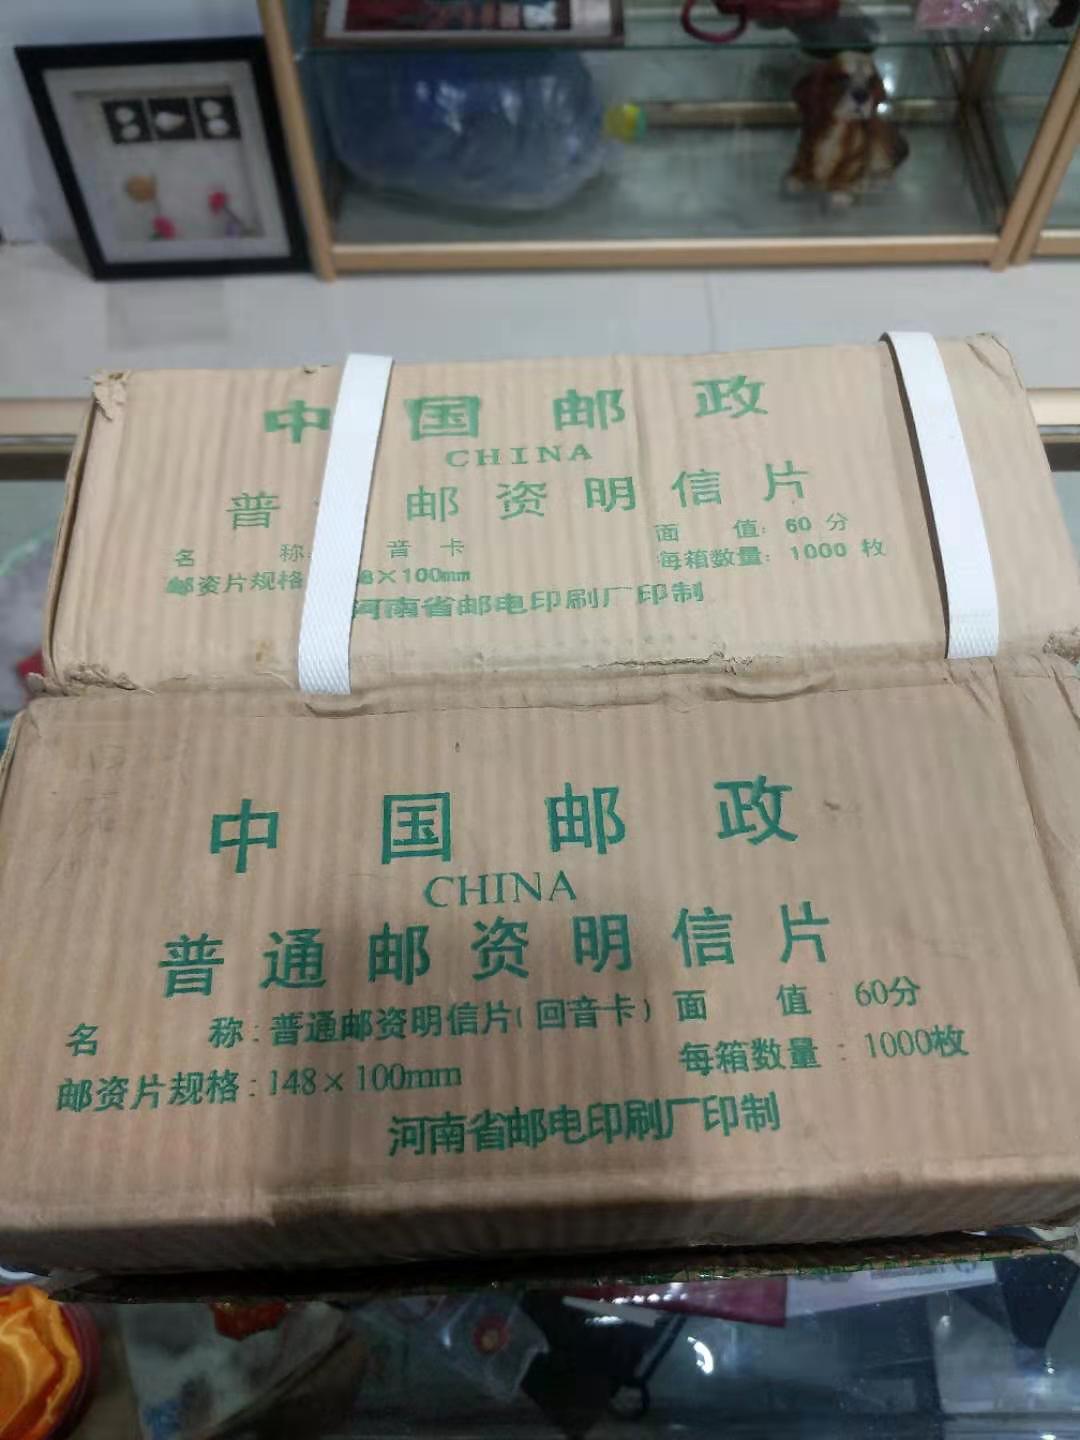 中国邮政
CHINA
普 邮资明信片
名 称: 音卡 面 值: 60分
邮资片规格 8×100mm 每箱数量: 1000枚
河南省邮电印刷厂印制
中国邮政
CHINA
普通邮资明信片
名 称:普通邮资明信片(回音卡) 面 值: 60分
邮资片规格:148×100mm 每箱数量:1000枚
河南省邮电印刷厂印制